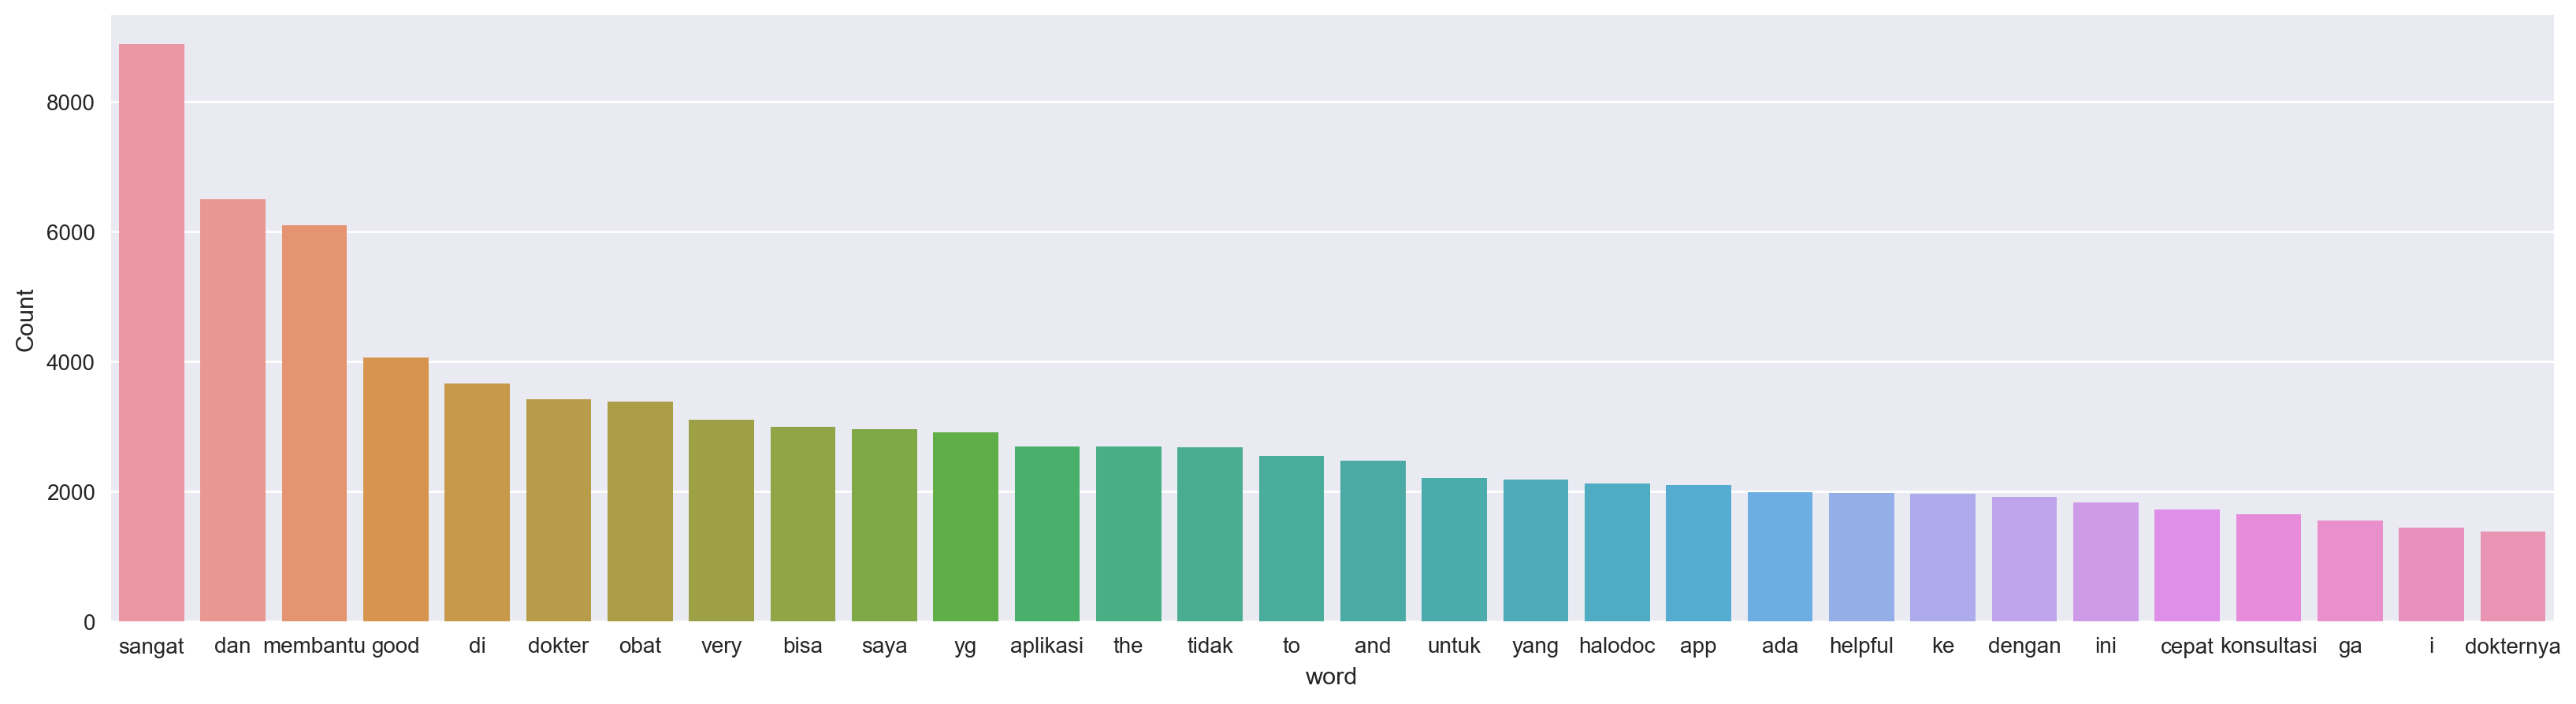 8000
6000
4000
2000
0
Count
sangat dan membantu good di dokter obat very bisa saya yg aplikasi the tidak to and untuk yang halodoc app ada helpful ke dengan ini cepat konsultasi ga i dokternya
word